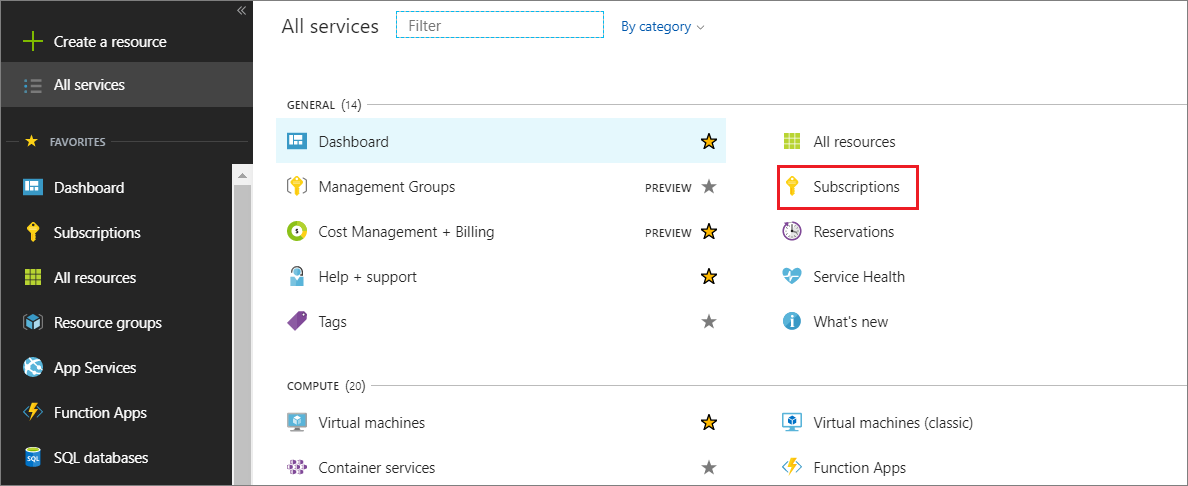 Create a resource
All services
FAVORITES
Dashboard
Subscriptions
All resources
Resource groups
App Services
Function Apps
SQL databases
All services
Filter
By category
GENERAL (14)
Dashboard
All resources
Management Groups PREVIEW
Subscriptions
Cost Management + Billing PREVIEW
Reservations
Help + support
Service Health
Tags
What's new
COMPUTE (20)
Virtual machines
Virtual machines (classic)
Container services
Function Apps